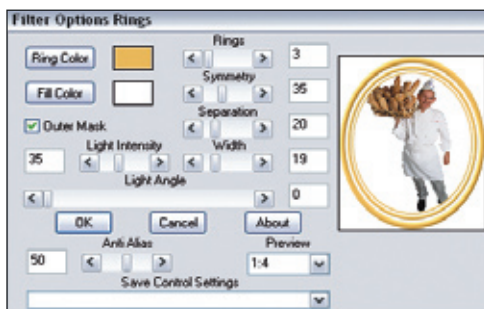 Filter Options Rings
Rings
Ring Color
3
Symmetry
Fill Color
35
Separation
Outer Mask
20
Light Intensity
Width
35
19
Light Angle
0
OK
Cancel
About
Anti Alias
Preview
50
1:4
Save Control Settings